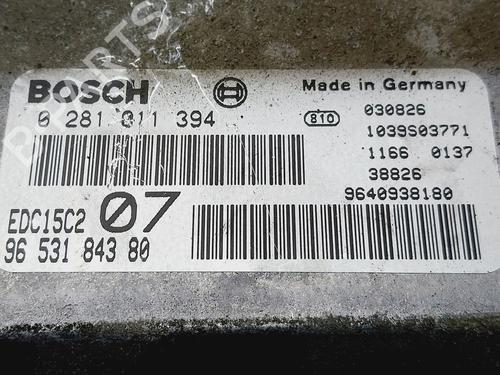 BOSCH
Made in Germany
0 281 011 394
810
030826
1039S03771
1166 0137
38826
9640938180
EDC15C2
07
96 531 843 80